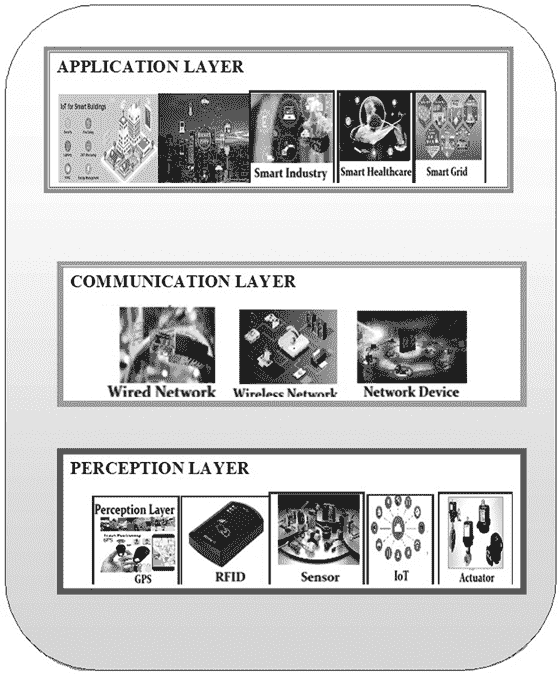 APPLICATION LAYER
IoT for Smart Buildings
Smart Industry
Smart Healthcare
Smart Grid
COMMUNICATION LAYER
Wired Network
Wireless Network
Network Device
PERCEPTION LAYER
Perception Layer
GPS
GPS
RFID
Sensor
IoT
Actuator